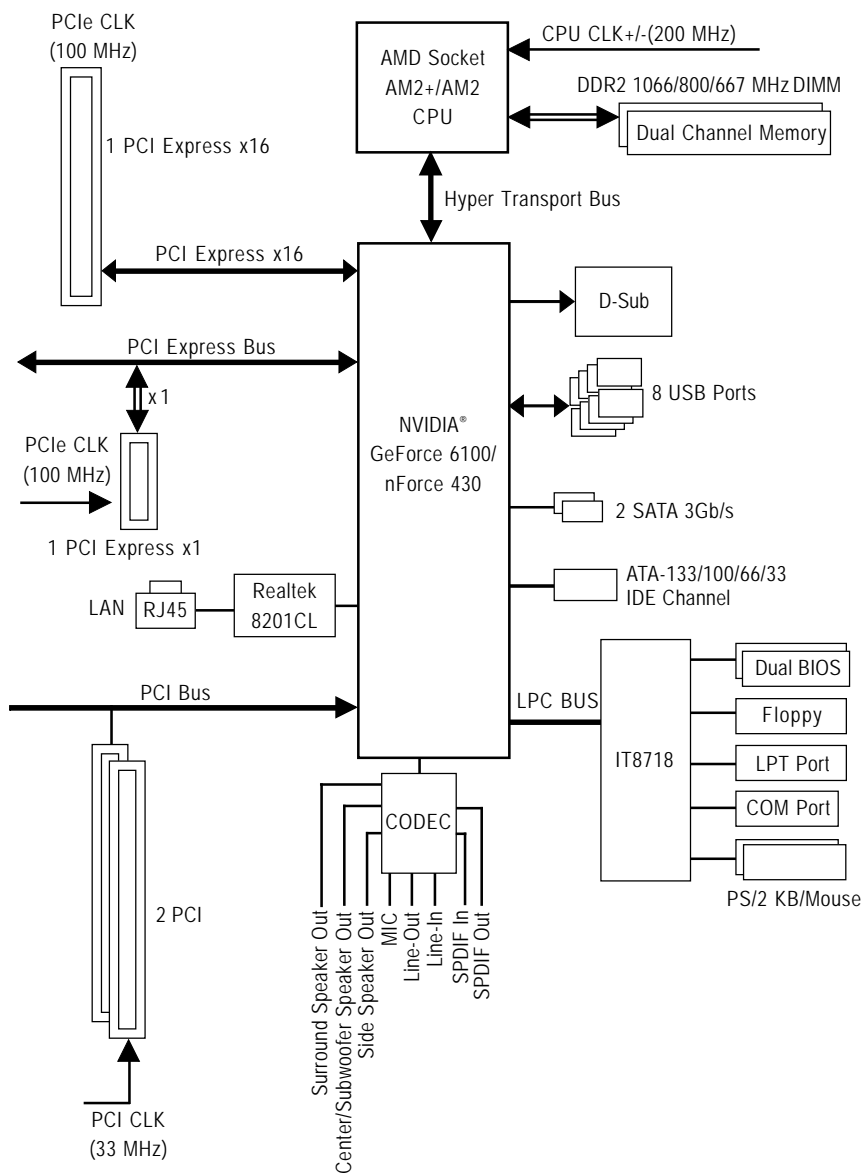 PCIe CLK
(100 MHz)
1 PCI Express x16
AMD Socket
AM2+/AM2
CPU
CPU CLK+/-(200 MHz)
DDR2 1066/800/667 MHz DIMM
Dual Channel Memory
Hyper Transport Bus
PCI Express x16
D-Sub
PCI Express Bus
x1
8 USB Ports
NVIDIA®
GeForce 6100/
nForce 430
PCIe CLK
(100 MHz)
1 PCI Express x1
2 SATA 3Gb/s
ATA-133/100/66/33
IDE Channel
LAN
RJ45
Realtek
8201CL
PCI Bus
LPC BUS
IT8718
Dual BIOS
Floppy
LPT Port
COM Port
PS/2 KB/Mouse
CODEC
2 PCI
Surround Speaker Out
Center/Subwoofer Speaker Out
Side Speaker Out
MIC
Line-Out
Line-In
SPDIF In
SPDIF Out
PCI CLK
(33 MHz)